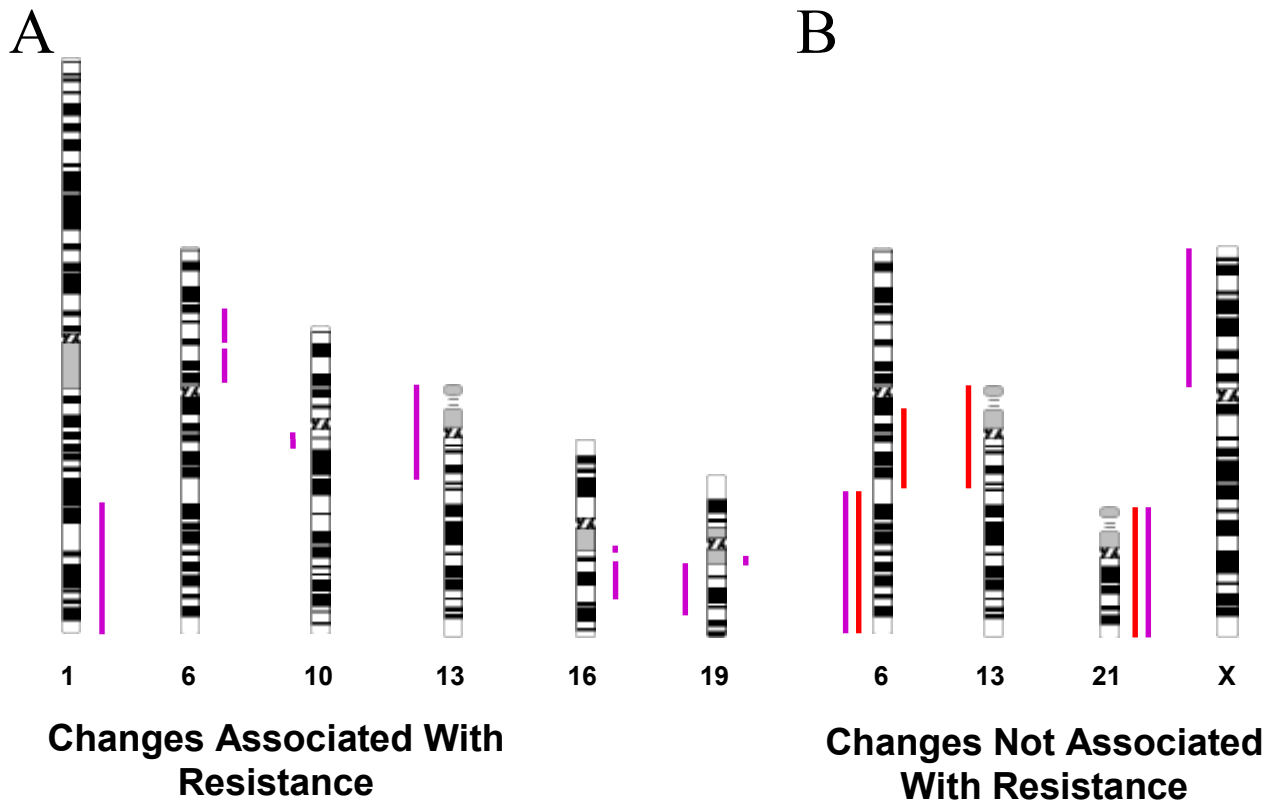 A
B
1 6 10 13 16 19 6 13 21 X
Changes Associated With
Resistance
Changes Not Associated
With Resistance